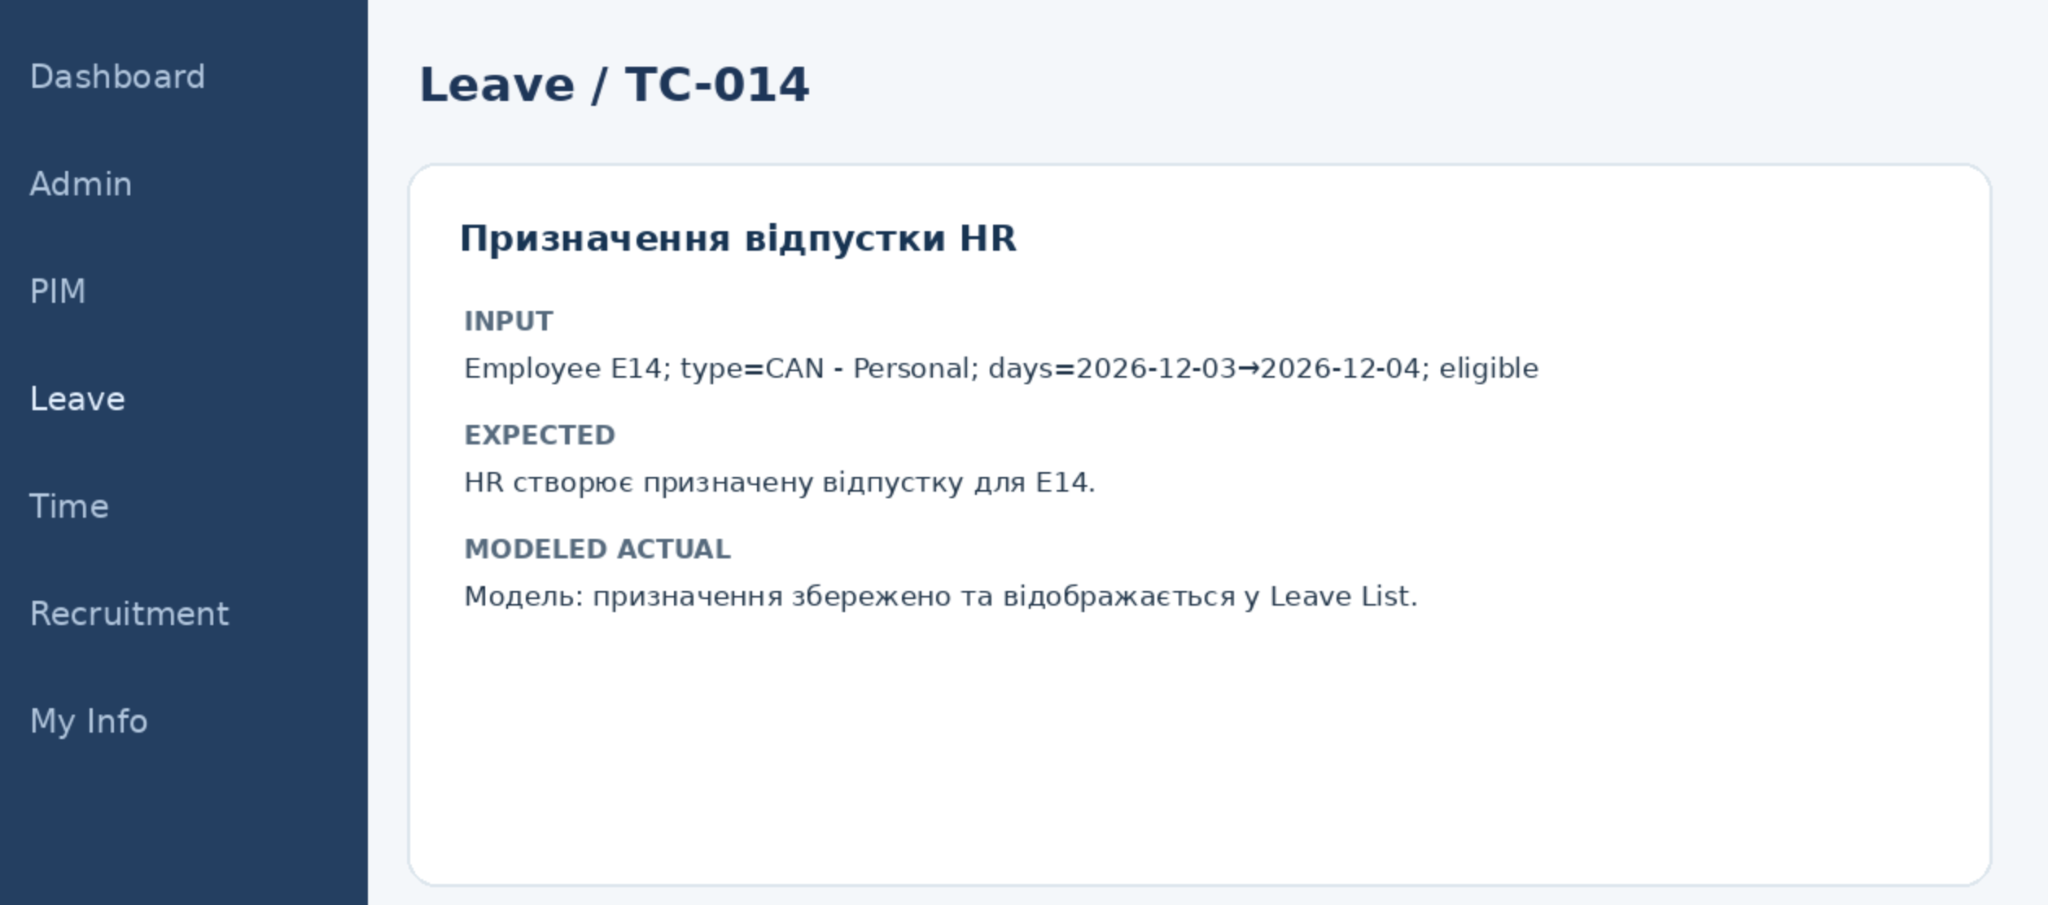 Dashboard
Admin
PIM
Leave
Time
Recruitment
My Info
Leave / TC-014
Призначення відпустки HR
INPUT
Employee E14; type=CAN - Personal; days=2026-12-03→2026-12-04; eligible
EXPECTED
HR створює призначену відпустку для E14.
MODELED ACTUAL
Модель: призначення збережено та відображається у Leave List.